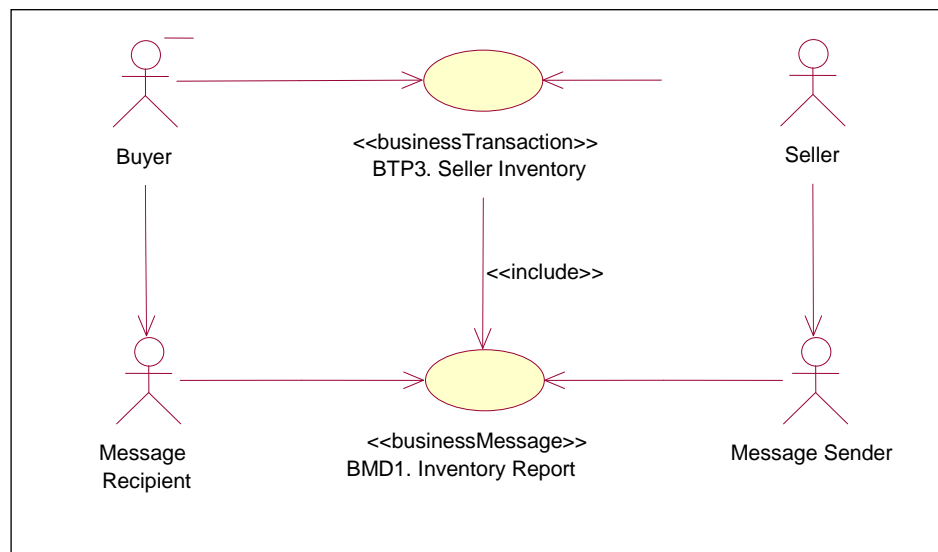 Buyer
<<businessTransaction>>
BTP3. Seller Inventory
Seller
<<include>>
Message
Recipient
<<businessMessage>>
BMD1. Inventory Report
Message Sender